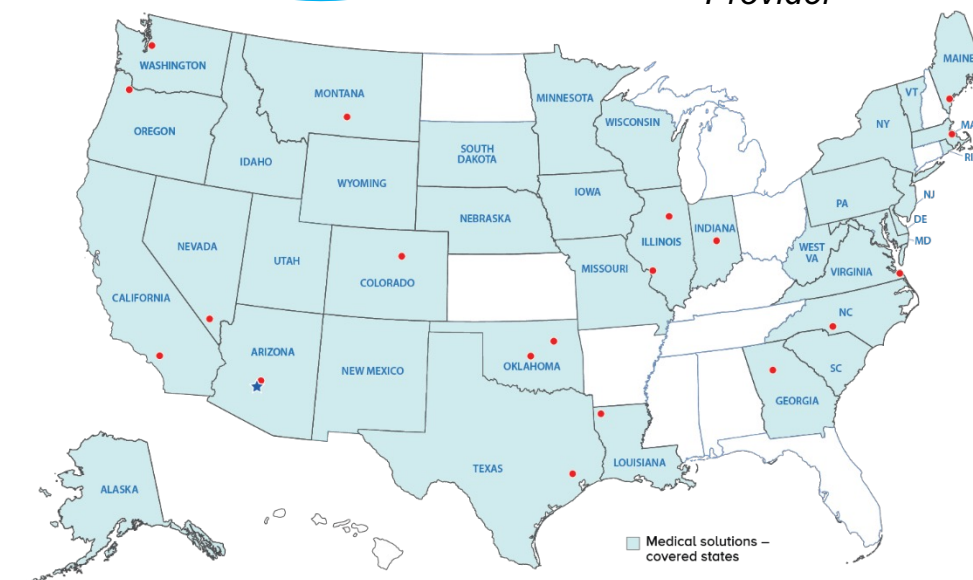 Provider
WASHINGTON
MONTANA
MINNESOTA
MAINE
VT
OREGON
IDAHO
SOUTH
DAKOTA
WISCONSIN
NY
MA
RI
WYOMING
IOWA
PA
NJ
NEBRASKA
DE
NEVADA
UTAH
ILLINOIS
INDIANA
MD
WEST
VA
COLORADO
MISSOURI
VIRGINIA
CALIFORNIA
NC
ARIZONA
NEW MEXICO
OKLAHOMA
SC
GEORGIA
TEXAS
LOUISIANA
ALASKA
Medical solutions –
covered states